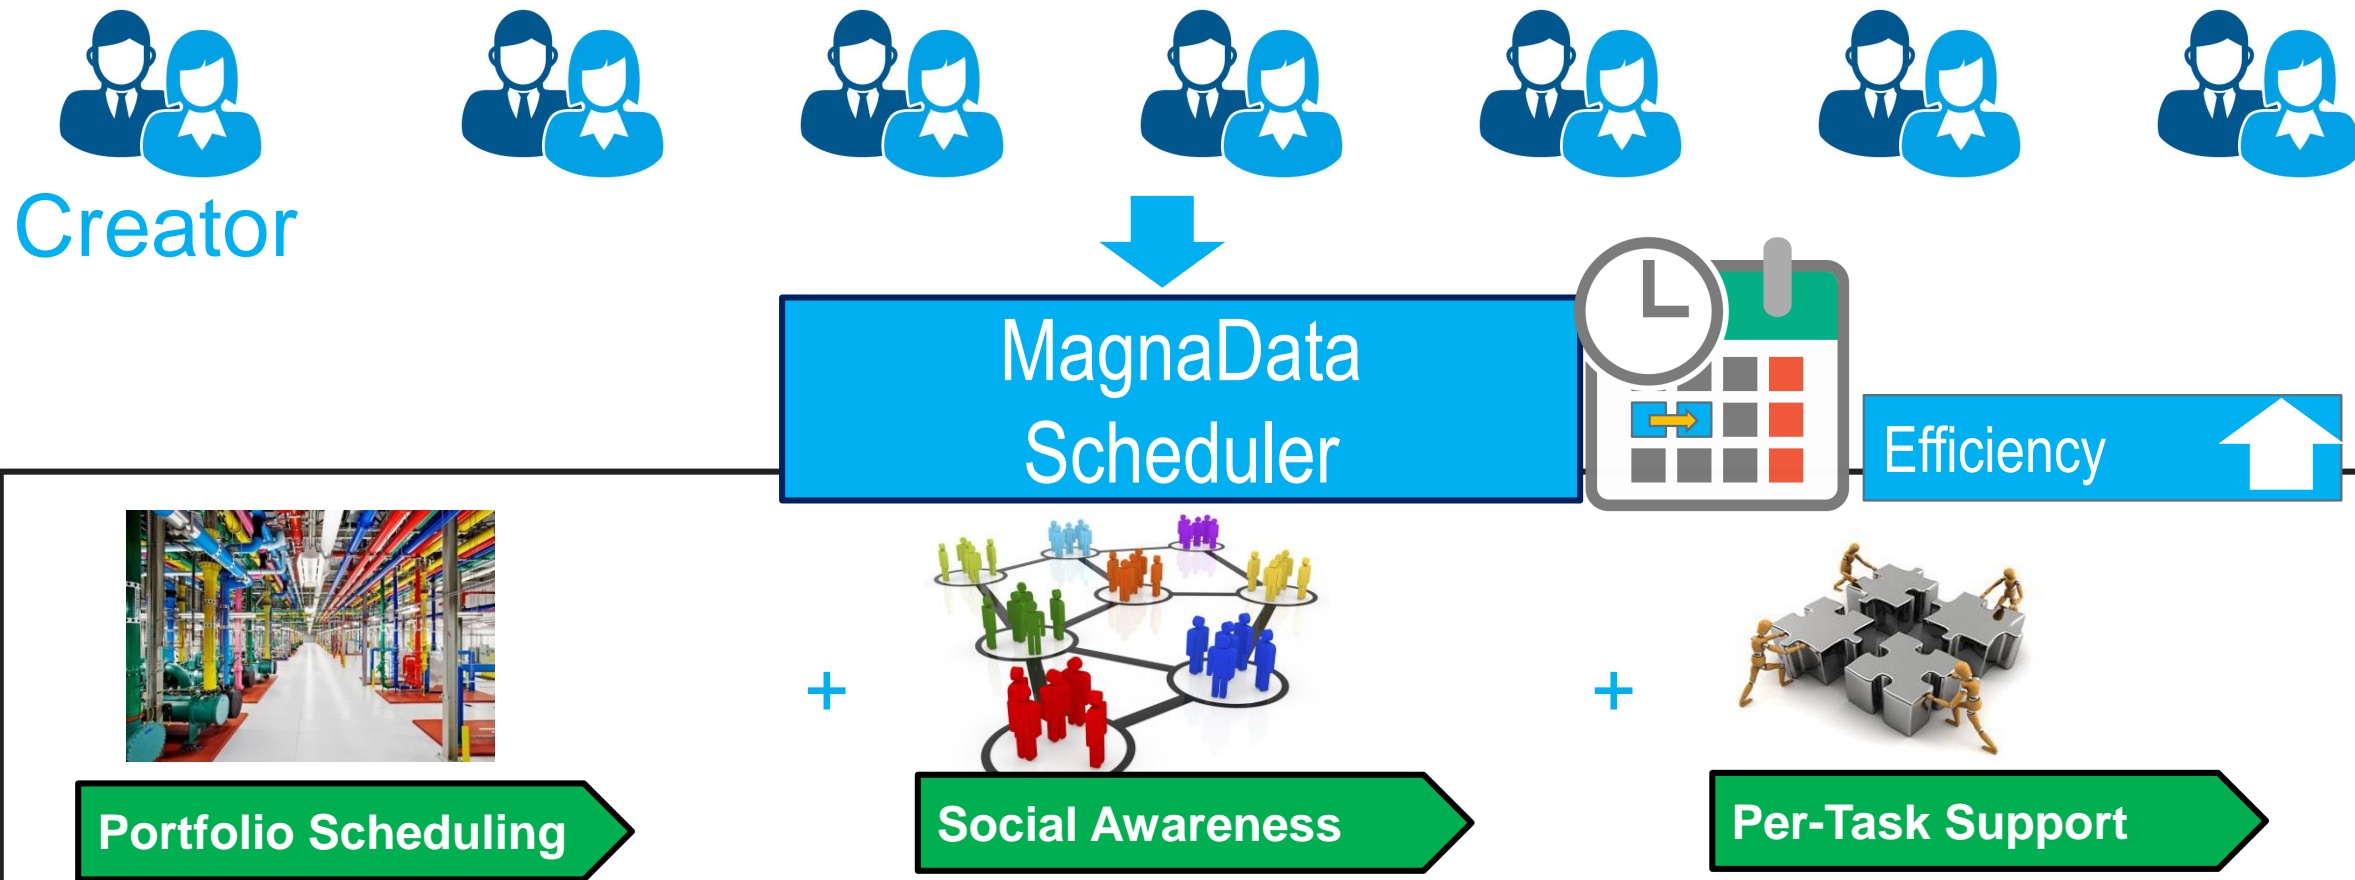 Creator
MagnaData
Scheduler
Efficiency
+
+
Portfolio Scheduling
Social Awareness
Per-Task Support